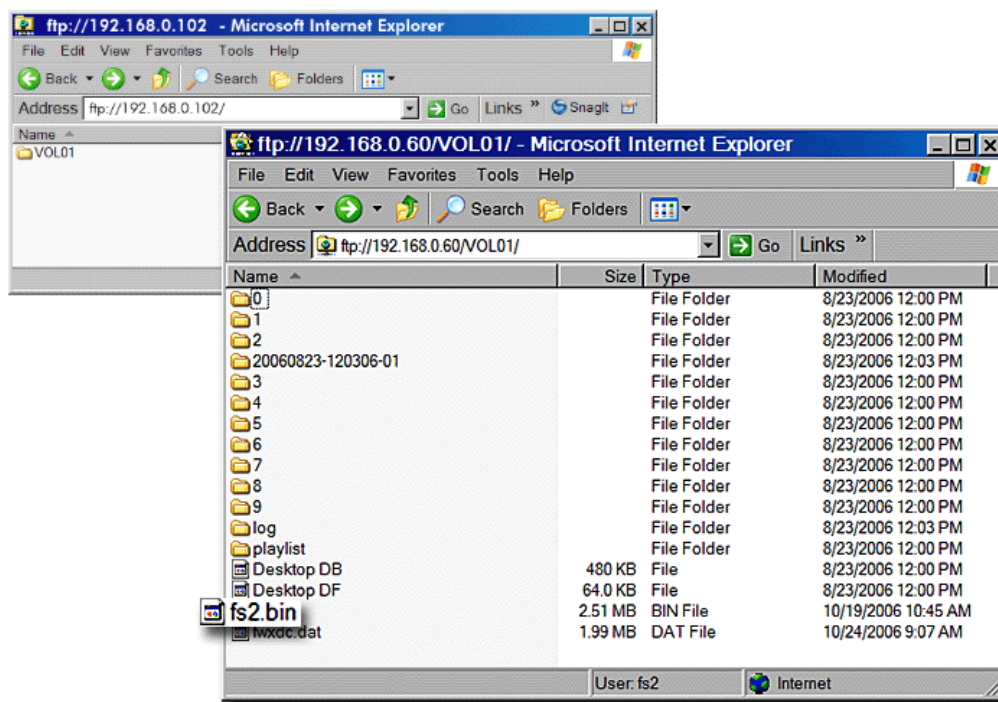 ftp://192.168.0.102 - Microsoft Internet Explorer
File Edit View Favorites Tools Help
Back Search Folders
Address ftp://192.168.0.102/ Go Links » SnagIt
Name
VOL01
ftp://192.168.0.60/VOL01/ - Microsoft Internet Explorer
File Edit View Favorites Tools Help
Back Search Folders
Address ftp://192.168.0.60/VOL01/ Go Links »
Name Size Type Modified
0 File Folder 8/23/2006 12:00 PM
1 File Folder 8/23/2006 12:00 PM
2 File Folder 8/23/2006 12:00 PM
20060823-120306-01 File Folder 8/23/2006 12:03 PM
3 File Folder 8/23/2006 12:00 PM
4 File Folder 8/23/2006 12:00 PM
5 File Folder 8/23/2006 12:00 PM
6 File Folder 8/23/2006 12:00 PM
7 File Folder 8/23/2006 12:00 PM
8 File Folder 8/23/2006 12:00 PM
9 File Folder 8/23/2006 12:00 PM
log File Folder 8/23/2006 12:03 PM
playlist File Folder 8/23/2006 12:00 PM
Desktop DB 480 KB File 8/23/2006 12:00 PM
Desktop DF 64.0 KB File 8/23/2006 12:00 PM
fs2.bin 2.51 MB BIN File 10/19/2006 10:45 AM
fwxdc.dat 1.99 MB DAT File 10/24/2006 9:07 AM
User: fs2 Internet